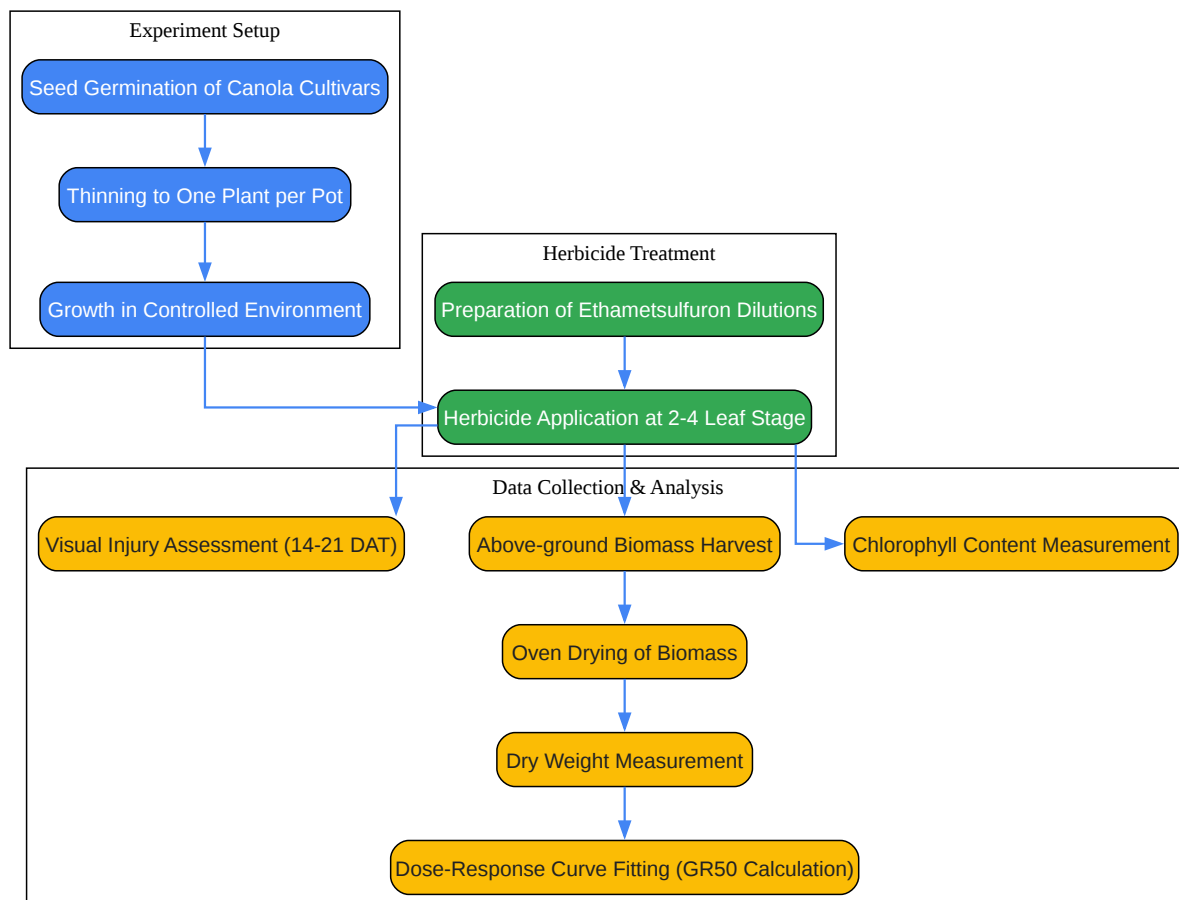 Experiment Setup
Seed Germination of Canola Cultivars
Thinning to One Plant per Pot
Growth in Controlled Environment
Herbicide Treatment
Preparation of Ethametsulfuron Dilutions
Herbicide Application at 2-4 Leaf Stage
Data Collection & Analysis
Visual Injury Assessment (14-21 DAT)
Above-ground Biomass Harvest
Chlorophyll Content Measurement
Oven Drying of Biomass
Dry Weight Measurement
Dose-Response Curve Fitting (GR50 Calculation)